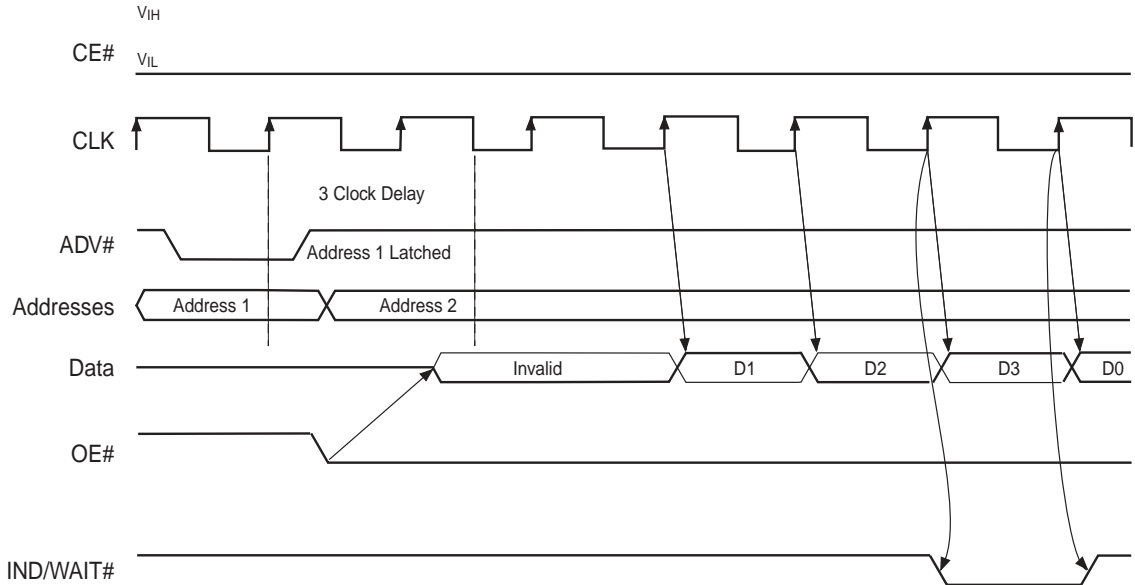 VIH
CE#
VIL
CLK
3 Clock Delay
ADV#
Address 1 Latched
Addresses
Address 1
Address 2
Data
Invalid
D1
D2
D3
D0
OE#
IND/WAIT#